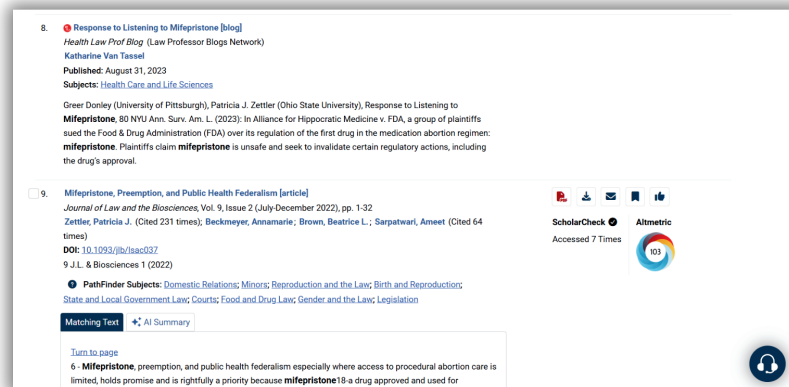 8. Response to Listening to Mifepristone [blog]
Health Law Prof Blog (Law Professor Blogs Network)
Katharine Van Tassel
Published: August 31, 2023
Subjects: Health Care and Life Sciences
Greer Donley (University of Pittsburgh), Patricia J. Zettler (Ohio State University), Response to Listening to
Mifepristone, 80 NYU Ann. Surv. Am. L. (2023): In Alliance for Hippocratic Medicine v. FDA, a group of plaintiffs
sued the Food & Drug Administration (FDA) over its regulation of the first drug in the medication abortion regimen:
mifepristone. Plaintiffs claim mifepristone is unsafe and seek to invalidate certain regulatory actions, including
the drug's approval.
9. Mifepristone, Preemption, and Public Health Federalism [article]
Journal of Law and the Biosciences, Vol. 9, Issue 2 (July-December 2022), pp. 1-32
Zettler, Patricia J. (Cited 231 times); Beckmeyer, Annamarie; Brown, Beatrice L.; Sarpatwari, Ameet (Cited 64
times)
DOI: 10.1093/jlb/lsac037
9 J.L. & Biosciences 1 (2022)
PathFinder Subjects: Domestic Relations; Minors; Reproduction and the Law; Birth and Reproduction;
State and Local Government Law; Courts; Food and Drug Law; Gender and the Law; Legislation
Matching Text AI Summary
Turn to page
6 - Mifepristone, preemption, and public health federalism especially where access to procedural abortion care is
limited, holds promise and is rightfully a priority because mifepristone18-a drug approved and used for
ScholarCheck Altmetric
Accessed 7 Times
103